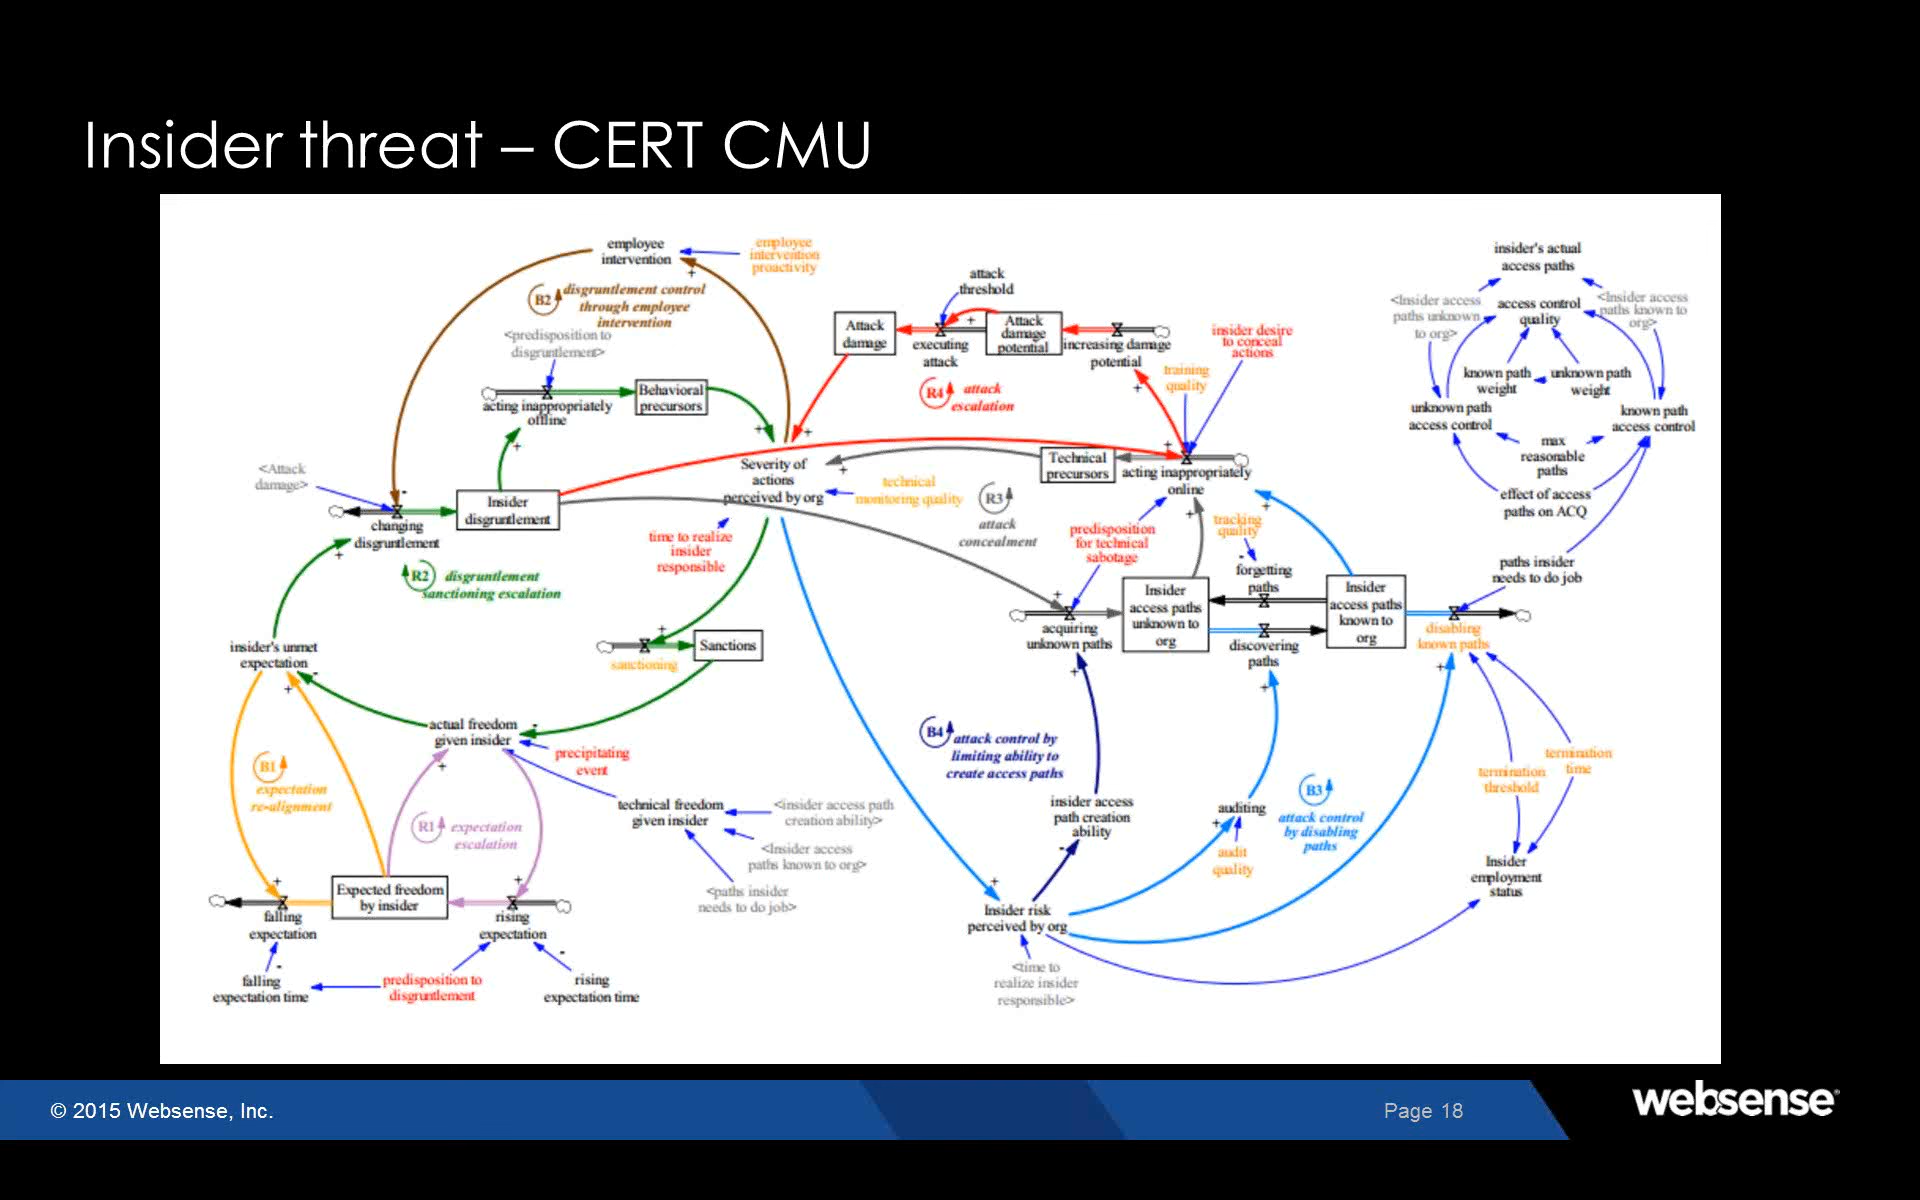 Insider threat – CERT CMU
employee
intervention
employee
intervention
proactivity
B2
disgruntlement control
through employee
intervention
<predisposition to
disgruntlement>
acting inappropriately
offline
Behavioral
precursors
<Attack
damage>
changing
disgruntlement
Insider
disgruntlement
R2
disgruntlement
sanctioning escalation
attack
threshold
Attack
damage
executing
attack
Attack
damage
potential
increasing damage
potential
R4
attack
escalation
training
quality
insider desire
to conceal
actions
Severity of
actions
perceived by org
technical
monitoring quality
Technical
precursors
acting inappropriately
online
R3
attack
concealment
time to realize
insider
responsible
predisposition
for technical
sabotage
tracking
quality
forgetting
paths
Insider
access paths
unknown to
org
Insider
access paths
known to
org
acquiring
unknown paths
discovering
paths
disabling
known paths
paths insider
needs to do job
insider's actual
access paths
<Insider access
paths unknown
to org>
access control
quality
<Insider access
paths known to
org>
known path
weight
unknown path
weight
unknown path
access control
known path
access control
max
reasonable
paths
effect of access
paths on ACQ
insider's unmet
expectation
sanctioning
Sanctions
actual freedom
given insider
precipitating
event
B1
expectation
re-alignment
R1
expectation
escalation
technical freedom
given insider
<insider access path
creation ability>
<Insider access
paths known to org>
<paths insider
needs to do job>
Expected freedom
by insider
falling
expectation
rising
expectation
falling
expectation time
predisposition to
disgruntlement
rising
expectation time
B4
attack control by
limiting ability to
create access paths
insider access
path creation
ability
auditing
audit
quality
B3
attack control
by disabling
paths
termination
threshold
termination
time
Insider
employment
status
Insider risk
perceived by org
<time to
realize insider
responsible>
© 2015 Websense, Inc.
Page 18
websense